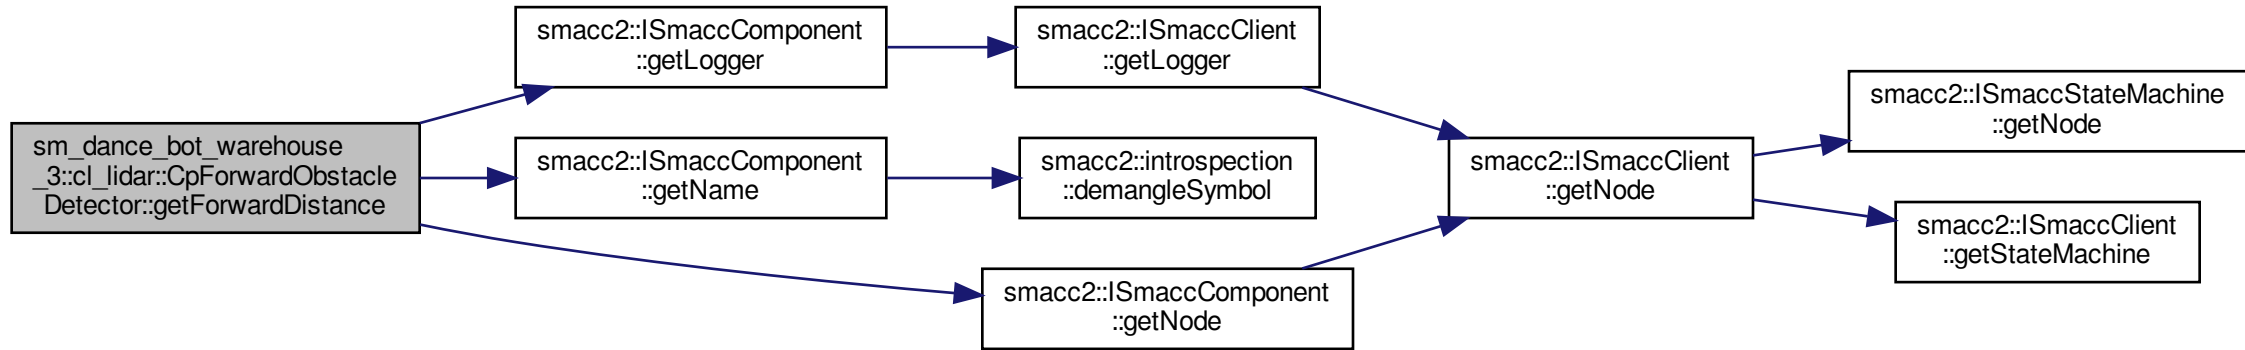 sm_dance_bot_warehouse
_3::cl_lidar::CpForwardObstacle
Detector::getForwardDistance
smacc2::ISmaccComponent
::getLogger
smacc2::ISmaccClient
::getLogger
smacc2::ISmaccComponent
::getName
smacc2::introspection
::demangleSymbol
smacc2::ISmaccComponent
::getNode
smacc2::ISmaccClient
::getNode
smacc2::ISmaccStateMachine
::getNode
smacc2::ISmaccClient
::getStateMachine